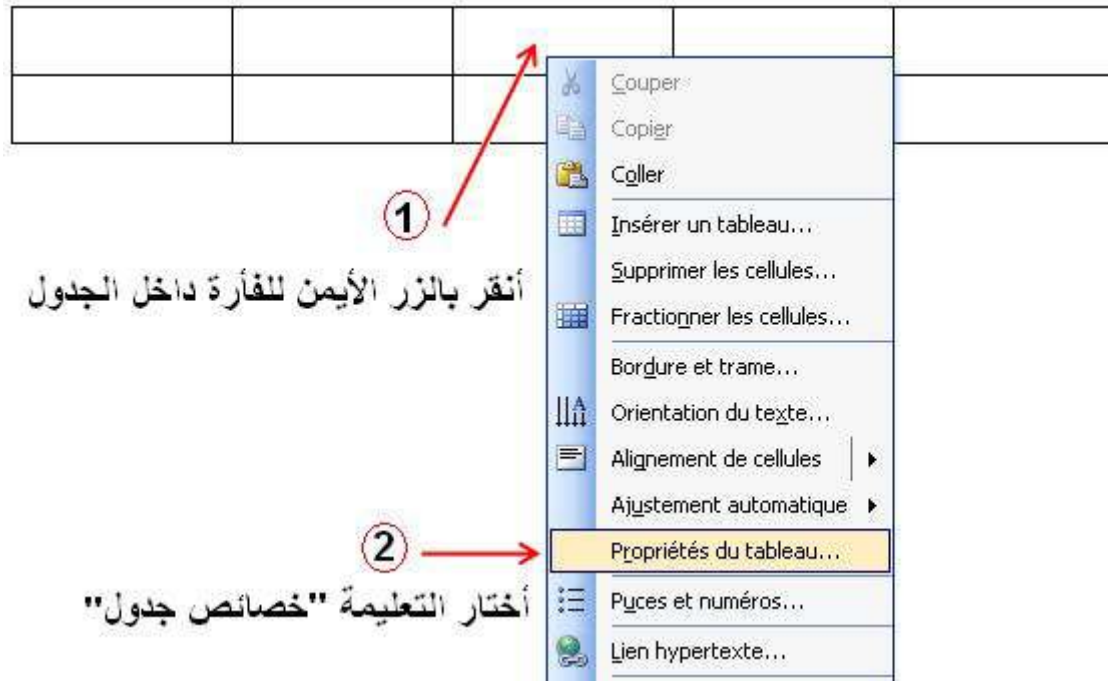 Couper
Copier
Coller
1
Insérer un tableau...
أنقر بالزر الأيمن للفأرة داخل الجدول
Supprimer les cellules...
Fractionner les cellules...
Bordure et trame...
Orientation du texte...
Alignement de cellules
Ajustement automatique
2
Propriétés du tableau...
أختار التعليمة "خصائص جدول"
Puces et numéros...
Lien hypertexte...